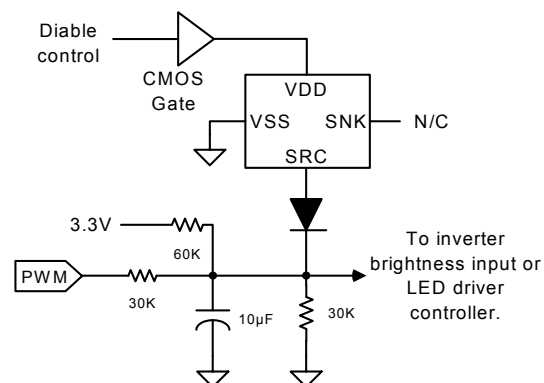 Diable
control
CMOS
Gate
VDD
VSS
SNK
N/C
SRC
3.3V
60K
PWM
30K
10µF
30K
To inverter
brightness input or
LED driver
controller.